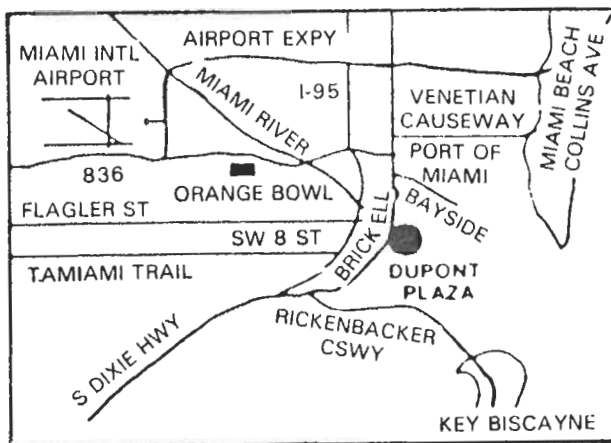 AIRPORT EXPY
MIAMI INTL
AIRPORT
MIAMI RIVER
I-95
VENETIAN
CAUSEWAY
MIAMI BEACH
COLLINS AVE
PORT OF
MIAMI
836
ORANGE BOWL
BAYSIDE
FLAGLER ST
SW 8 ST
BRICKELL
TAMIAMI TRAIL
DUPONT
PLAZA
RICKENBACKER
CSWY
S DIXIE HWY
KEY BISCAYNE